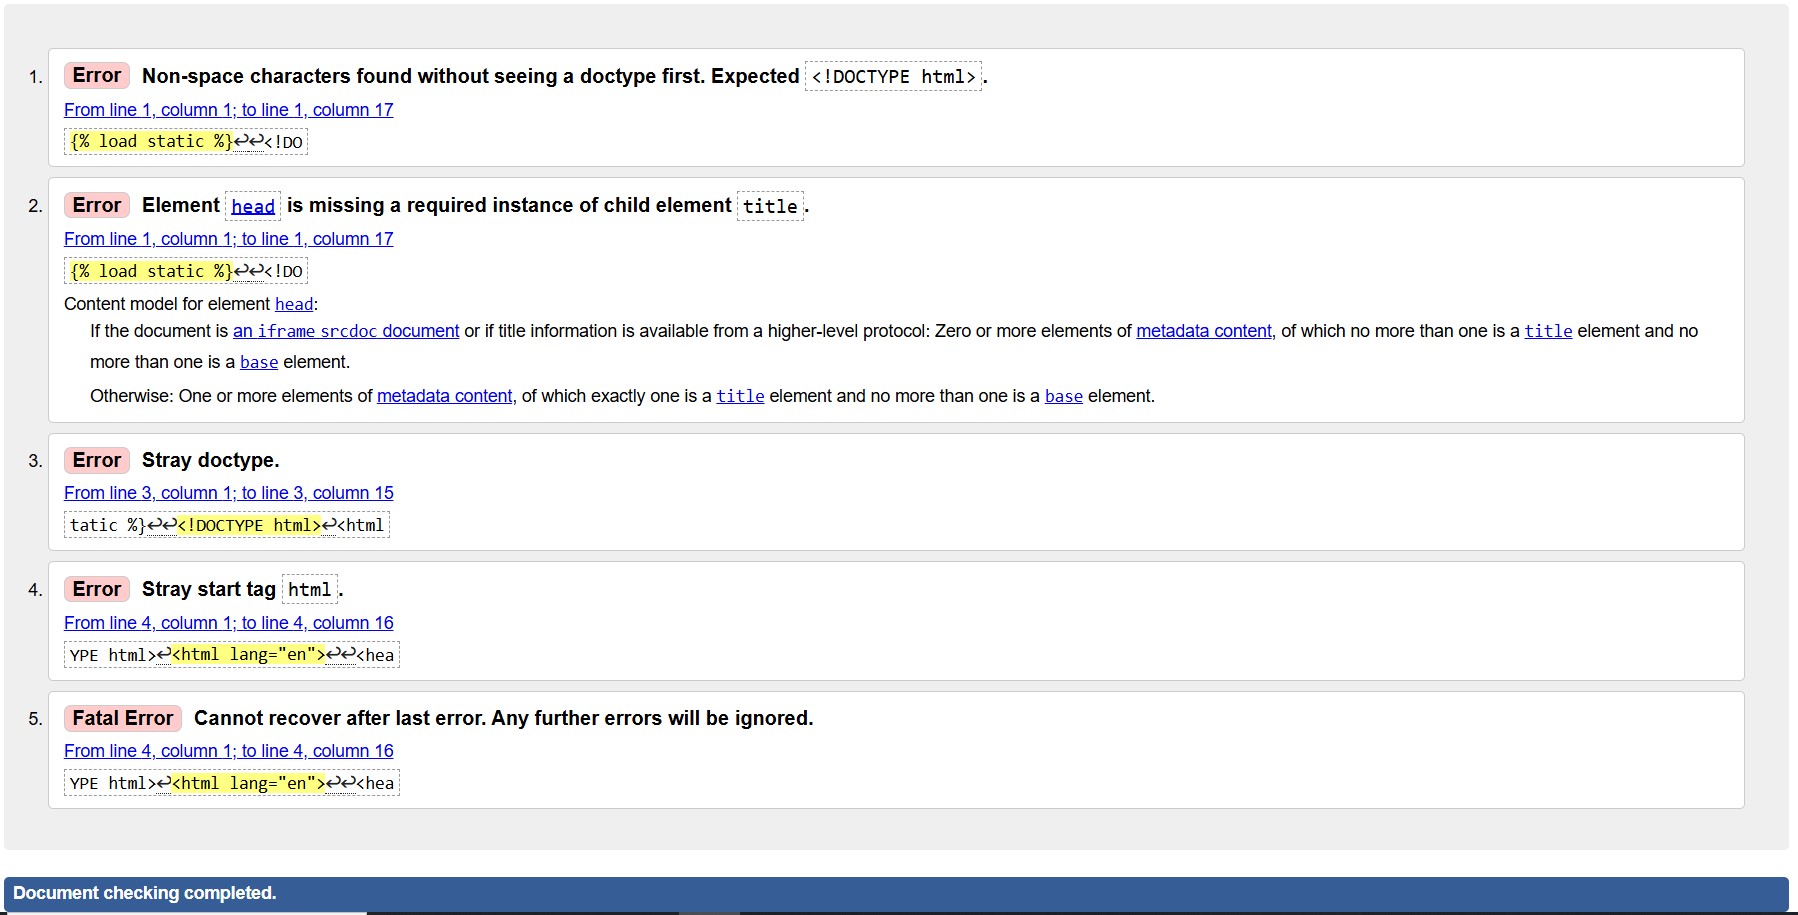 1. Error Non-space characters found without seeing a doctype first. Expected <!DOCTYPE html>.
From line 1, column 1; to line 1, column 17
{% load static %}↩↩<!DO
2. Error Element head is missing a required instance of child element title.
From line 1, column 1; to line 1, column 17
{% load static %}↩↩<!DO
Content model for element head:
If the document is an iframe srcdoc document or if title information is available from a higher-level protocol: Zero or more elements of metadata content, of which no more than one is a title element and no
more than one is a base element.
Otherwise: One or more elements of metadata content, of which exactly one is a title element and no more than one is a base element.
3. Error Stray doctype.
From line 3, column 1; to line 3, column 15
tatic %}↩↩<!DOCTYPE html>↩<html
4. Error Stray start tag html.
From line 4, column 1; to line 4, column 16
YPE html>↩<html lang="en">↩↩<hea
5. Fatal Error Cannot recover after last error. Any further errors will be ignored.
From line 4, column 1; to line 4, column 16
YPE html>↩<html lang="en">↩↩<hea
Document checking completed.